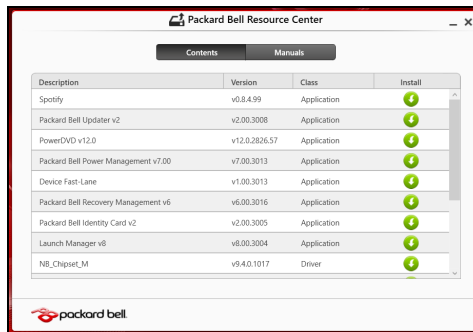 Packard Bell Resource Center
Contents Manuals
Description Version Class Install
Spotify v0.8.4.99 Application
Packard Bell Updater v2 v2.00.3008 Application
PowerDVD v12.0 v12.0.2826.57 Application
Packard Bell Power Management v7.00 v7.00.3013 Application
Device Fast-Lane v1.00.3013 Application
Packard Bell Recovery Management v6 v6.00.3016 Application
Packard Bell Identity Card v2 v2.00.3005 Application
Launch Manager v8 v8.00.3004 Application
NB_Chipset_M v9.4.0.1017 Driver
packard bell.